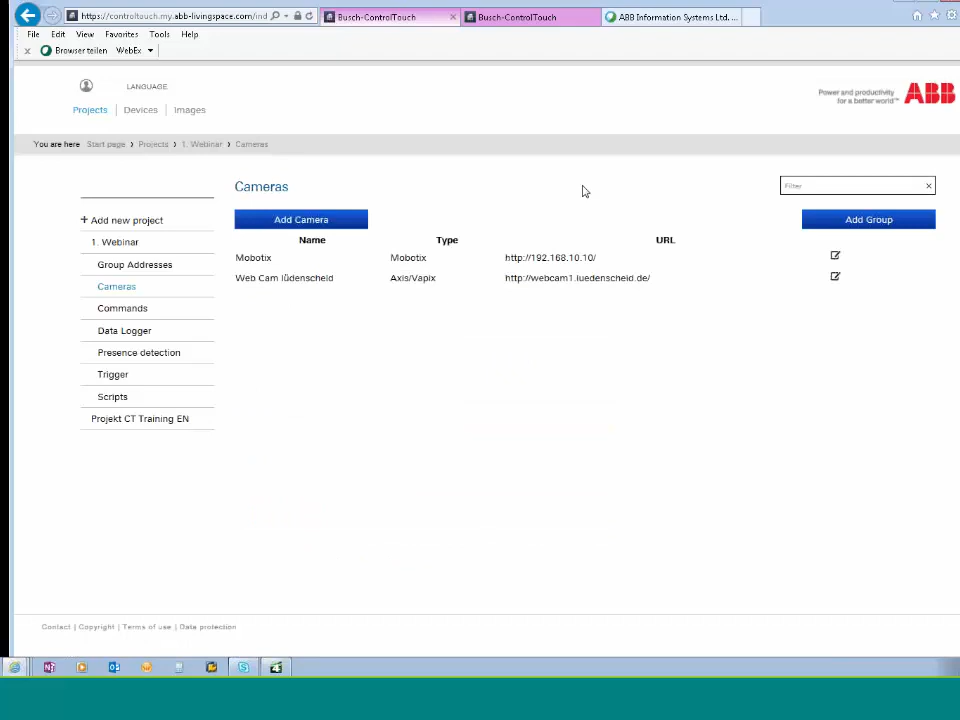 https://controltouch.my.abb-livingspace.com/ind
Busch-ControlTouch
Busch-ControlTouch
ABB Information Systems Ltd. ...
File Edit View Favorites Tools Help
x Browser teilen WebEx
LANGUAGE
Projects | Devices | Images
Power and productivity
for a better world™
ABB
You are here Start page › Projects › 1. Webinar › Cameras
Cameras
Filter
Add Camera
Add Group
+ Add new project
1. Webinar
Group Addresses
Cameras
Commands
Data Logger
Presence detection
Trigger
Scripts
Projekt CT Training EN
Name Type URL
Mobotix Mobotix http://192.168.10.10/
Web Cam lüdenscheid Axis/Vapix http://webcam1.luedenscheid.de/
Contact | Copyright | Terms of use | Data protection